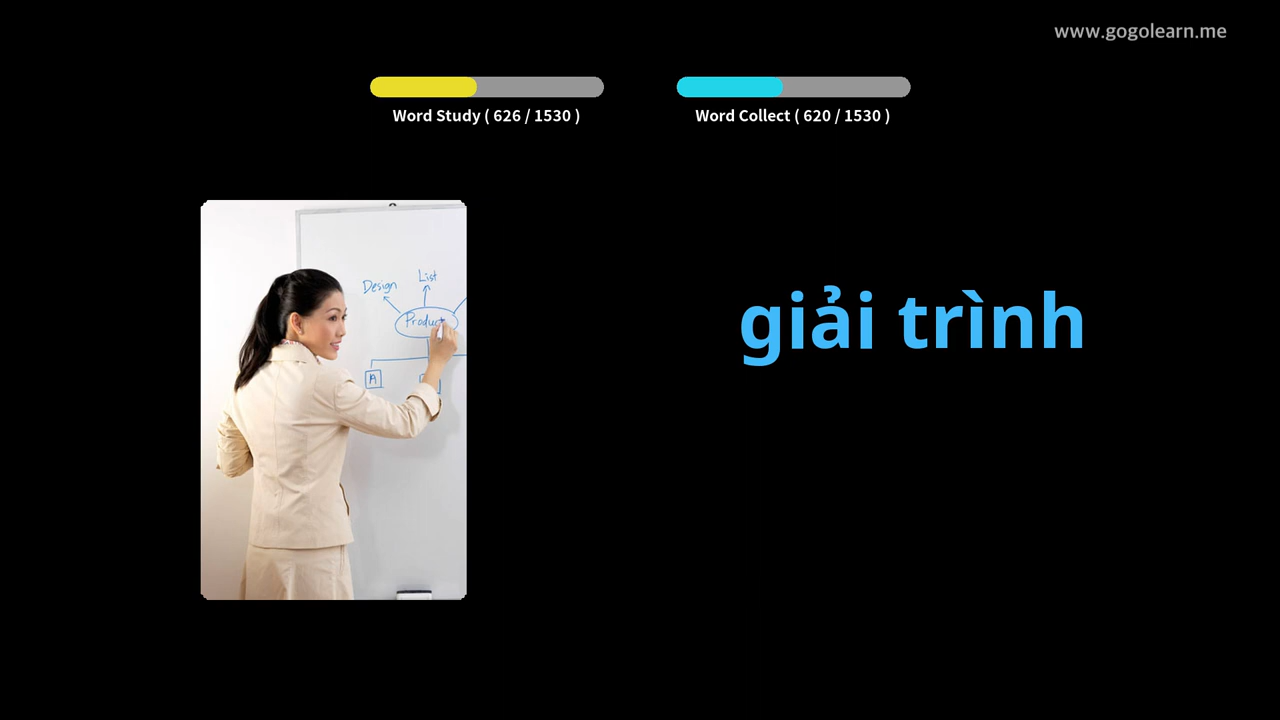 www.gogolearn.me
Word Study ( 626 / 1530 )
Word Collect ( 620 / 1530 )
giải trình
Design
List
Product
A